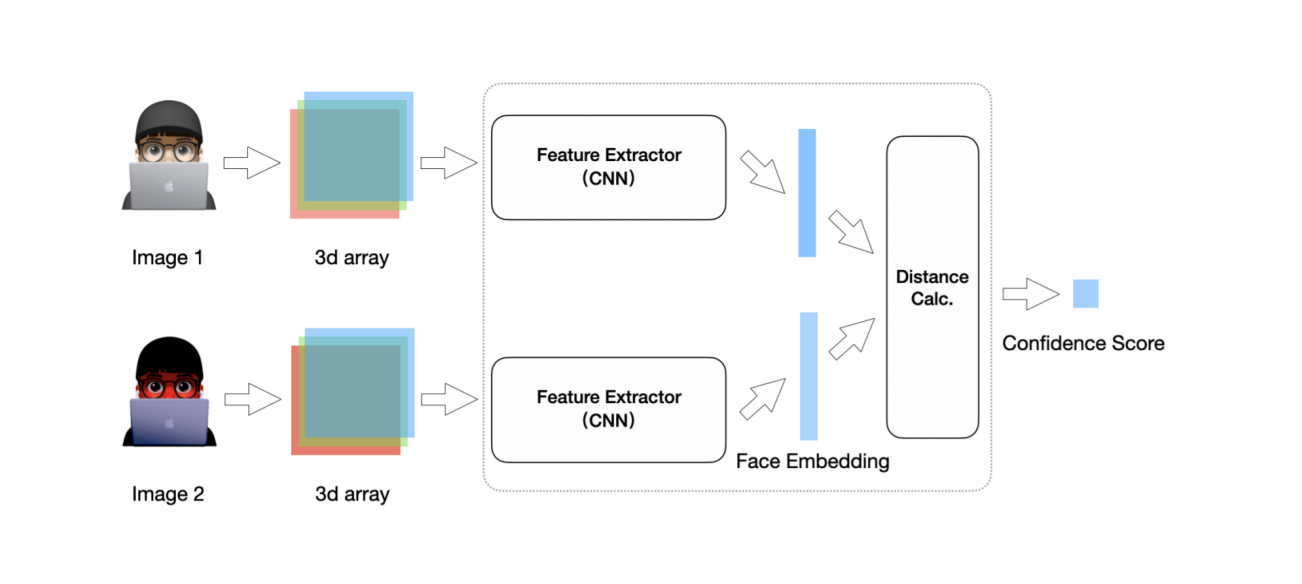 Feature Extractor
(CNN)
Image 1
3d array
Distance
Calc.
Confidence Score
Feature Extractor
(CNN)
Face Embedding
Image 2
3d array